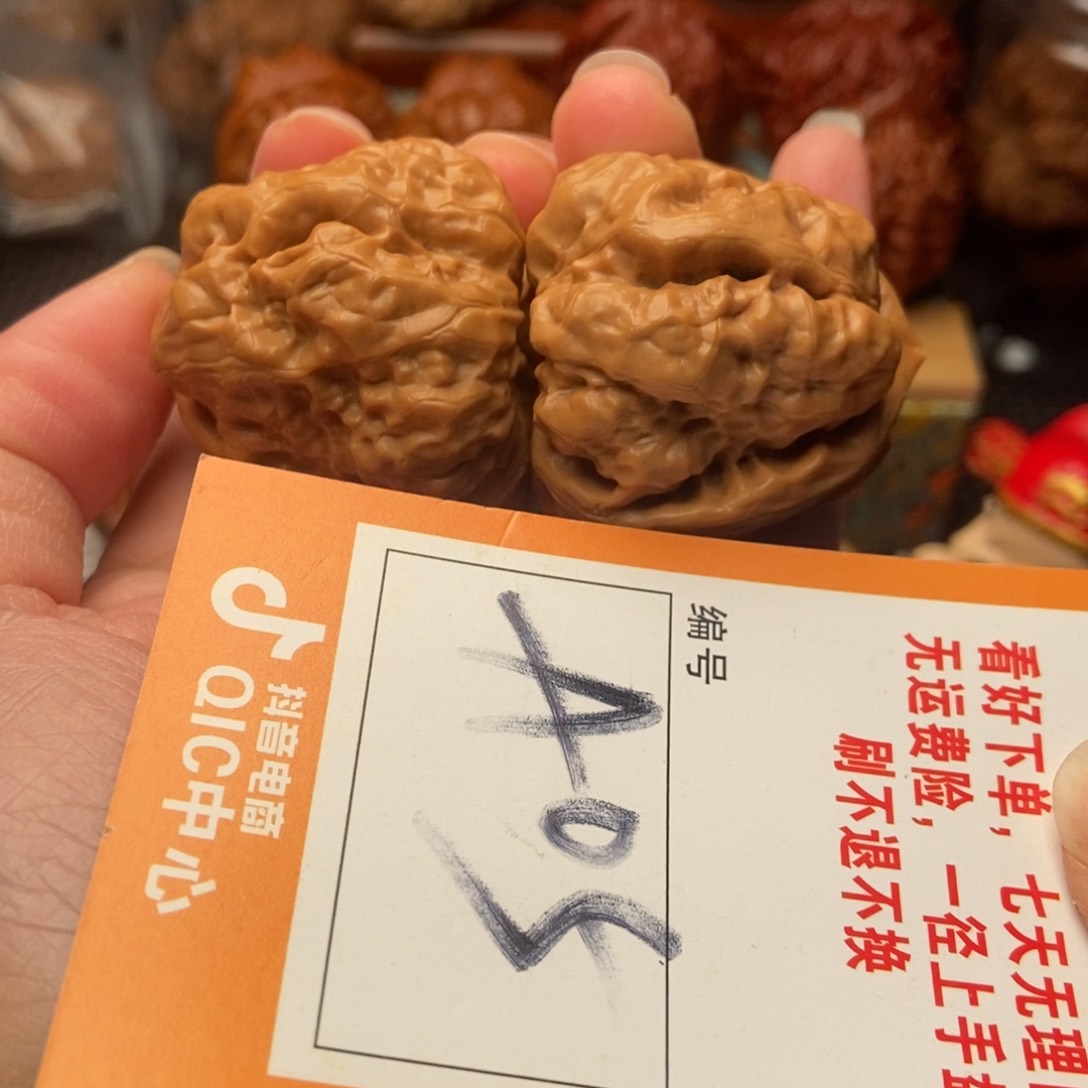 看好下单，七天无理
无运费险，一径上手
刷不退不换
编号
A05
抖音电商
QIC中心